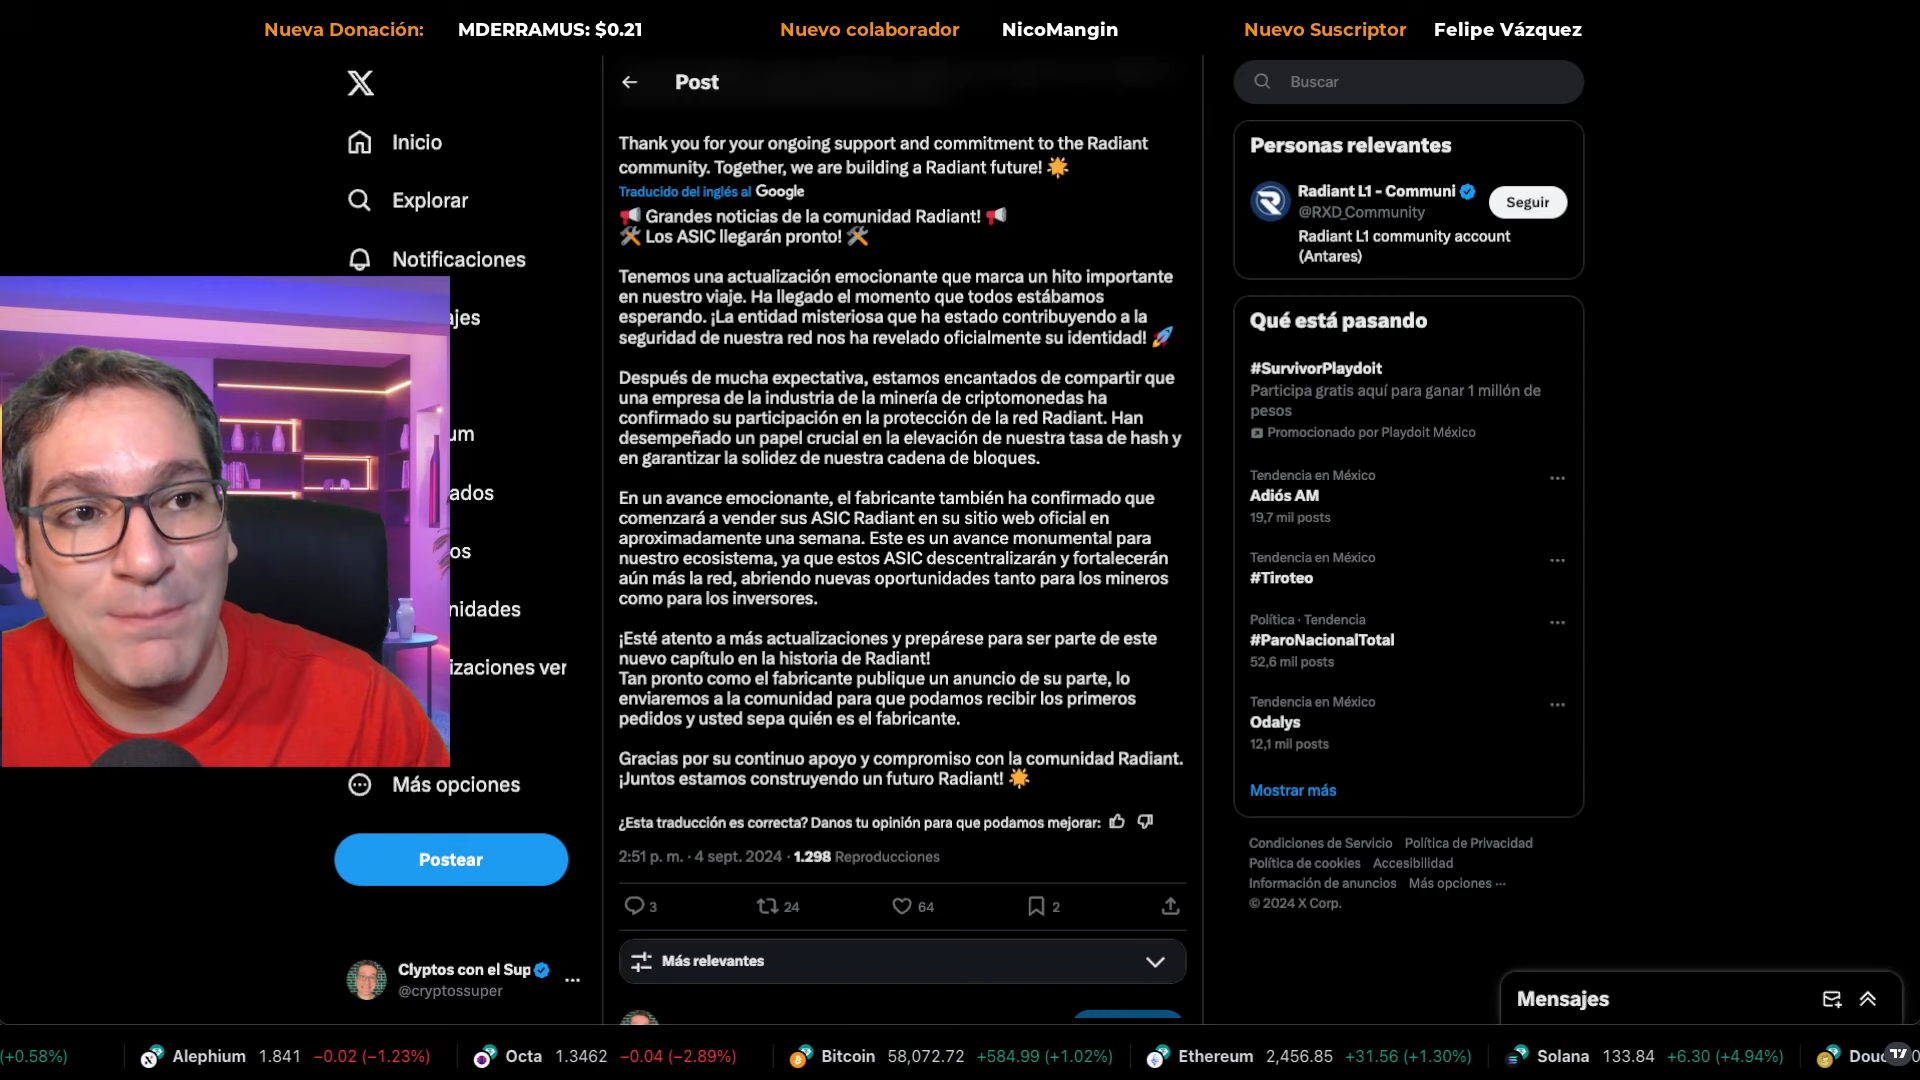 Nueva Donación: MDERRAMUS: $0.21 Nuevo colaborador NicoMangin Nuevo Suscriptor Felipe Vázquez
Inicio
Explorar
Notificaciones
ajes
um
ados
os
nidades
izaciones ver
Más opciones
Postear
Clyptos con el Sup
@cryptossuper
Post
Thank you for your ongoing support and commitment to the Radiant
community. Together, we are building a Radiant future! 🌟
Traducido del inglés al Google
📢 Grandes noticias de la comunidad Radiant! 📢
🛠 Los ASIC llegarán pronto! 🛠
Tenemos una actualización emocionante que marca un hito importante
en nuestro viaje. Ha llegado el momento que todos estábamos
esperando. ¡La entidad misteriosa que ha estado contribuyendo a la
seguridad de nuestra red nos ha revelado oficialmente su identidad! 🚀
Después de mucha expectativa, estamos encantados de compartir que
una empresa de la industria de la minería de criptomonedas ha
confirmado su participación en la protección de la red Radiant. Han
desempeñado un papel crucial en la elevación de nuestra tasa de hash y
en garantizar la solidez de nuestra cadena de bloques.
En un avance emocionante, el fabricante también ha confirmado que
comenzará a vender sus ASIC Radiant en su sitio web oficial en
aproximadamente una semana. Este es un avance monumental para
nuestro ecosistema, ya que estos ASIC descentralizarán y fortalecerán
aún más la red, abriendo nuevas oportunidades tanto para los mineros
como para los inversores.
¡Esté atento a más actualizaciones y prepárese para ser parte de este
nuevo capítulo en la historia de Radiant!
Tan pronto como el fabricante publique un anuncio de su parte, lo
enviaremos a la comunidad para que podamos recibir los primeros
pedidos y usted sepa quién es el fabricante.
Gracias por su continuo apoyo y compromiso con la comunidad Radiant.
¡Juntos estamos construyendo un futuro Radiant! 🌟
¿Esta traducción es correcta? Danos tu opinión para que podamos mejorar:
2:51 p. m. · 4 sept. 2024 · 1.298 Reproducciones
3 24 64 2
Más relevantes
Buscar
Personas relevantes
Radiant L1 - Communi
@RXD_Community
Seguir
Radiant L1 community account
(Antares)
Qué está pasando
#SurvivorPlaydoit
Participa gratis aquí para ganar 1 millón de
pesos
Promocionado por Playdoit México
Tendencia en México
Adiós AM
19,7 mil posts
Tendencia en México
#Tiroteo
Política · Tendencia
#ParoNacionalTotal
52,6 mil posts
Tendencia en México
Odalys
12,1 mil posts
Mostrar más
Condiciones de Servicio Política de Privacidad
Política de cookies Accesibilidad
Información de anuncios Más opciones ···
© 2024 X Corp.
Mensajes
(+0.58%) Alephium 1.841 −0.02 (−1.23%) Octa 1.3462 −0.04 (−2.89%) Bitcoin 58,072.72 +584.99 (+1.02%) Ethereum 2,456.85 +31.56 (+1.30%) Solana 133.84 +6.30 (+4.94%)